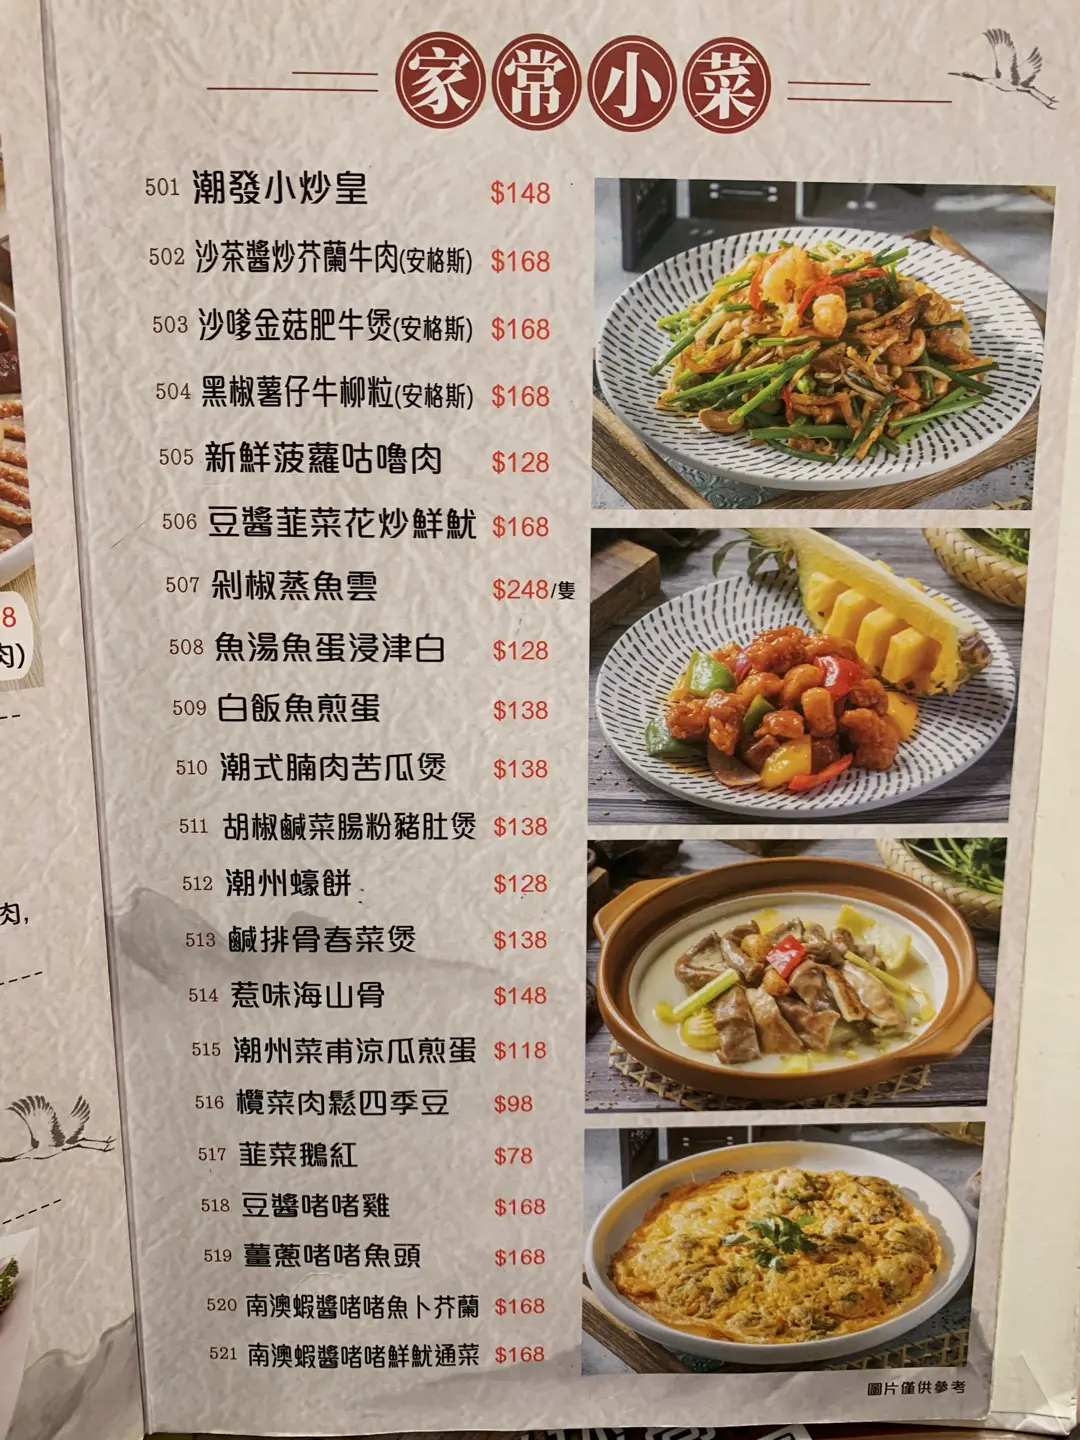 家常小菜
501 潮發小炒皇 $148
502 沙茶醬炒芥蘭牛肉(安格斯) $168
503 沙嗲金菇肥牛煲(安格斯) $168
504 黑椒薯仔牛柳粒(安格斯) $168
505 新鮮菠蘿咕嚕肉 $128
506 豆醬韮菜花炒鮮魷 $168
507 剁椒蒸魚雲 $248/隻
508 魚湯魚蛋浸津白 $128
509 白飯魚煎蛋 $138
510 潮式腩肉苦瓜煲 $138
511 胡椒鹹菜腸粉豬肚煲 $138
512 潮州蠔餅 $128
513 鹹排骨春菜煲 $138
514 惹味海山骨 $148
515 潮州菜甫涼瓜煎蛋 $118
516 欖菜肉鬆四季豆 $98
517 韮菜鵝紅 $78
518 豆醬啫啫雞 $168
519 薑蔥啫啫魚頭 $168
520 南澳蝦醬啫啫魚卜芥蘭 $168
521 南澳蝦醬啫啫鮮魷通菜 $168
圖片僅供參考
8
肉)
肉,